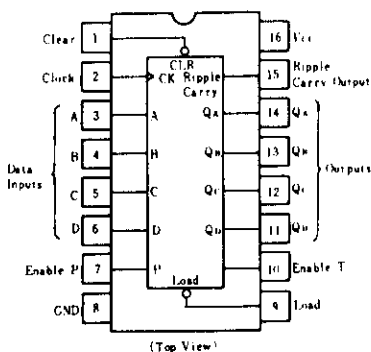 Clear 1 16 Vcc
CLR
Clock 2 CK Ripple Carry 15 Ripple Carry Output
A 3 A QA 14 QA
B 4 B QB 13 QB
Data Inputs
Outputs
C 5 C QC 12 QC
D 6 D QD 11 QD
Enable P 7 P 10 Enable T
Load
GND 8 9 Load
(Top View)